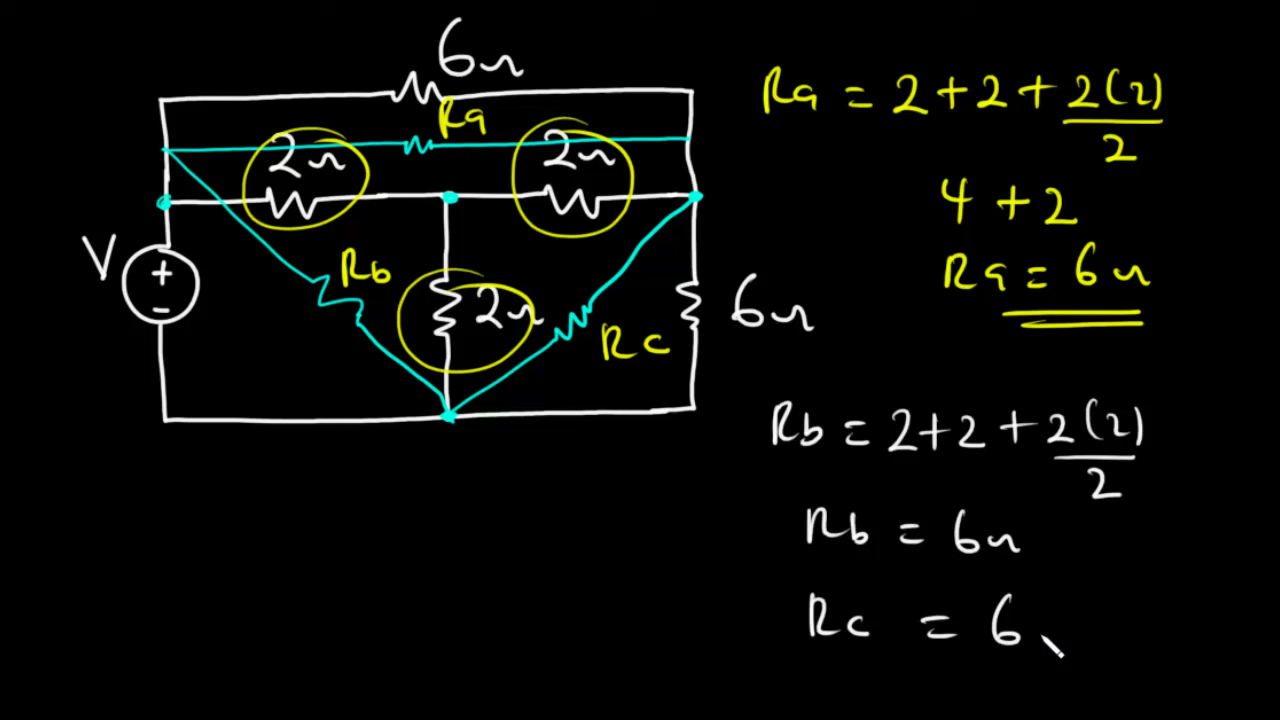 6Ω
Ra
2Ω
2Ω
V
+
-
Rb
2Ω
Rc
6Ω
Ra = 2 + 2 + 2(2)/2
4 + 2
Ra = 6Ω
Rb = 2 + 2 + 2(2)/2
Rb = 6Ω
Rc = 6